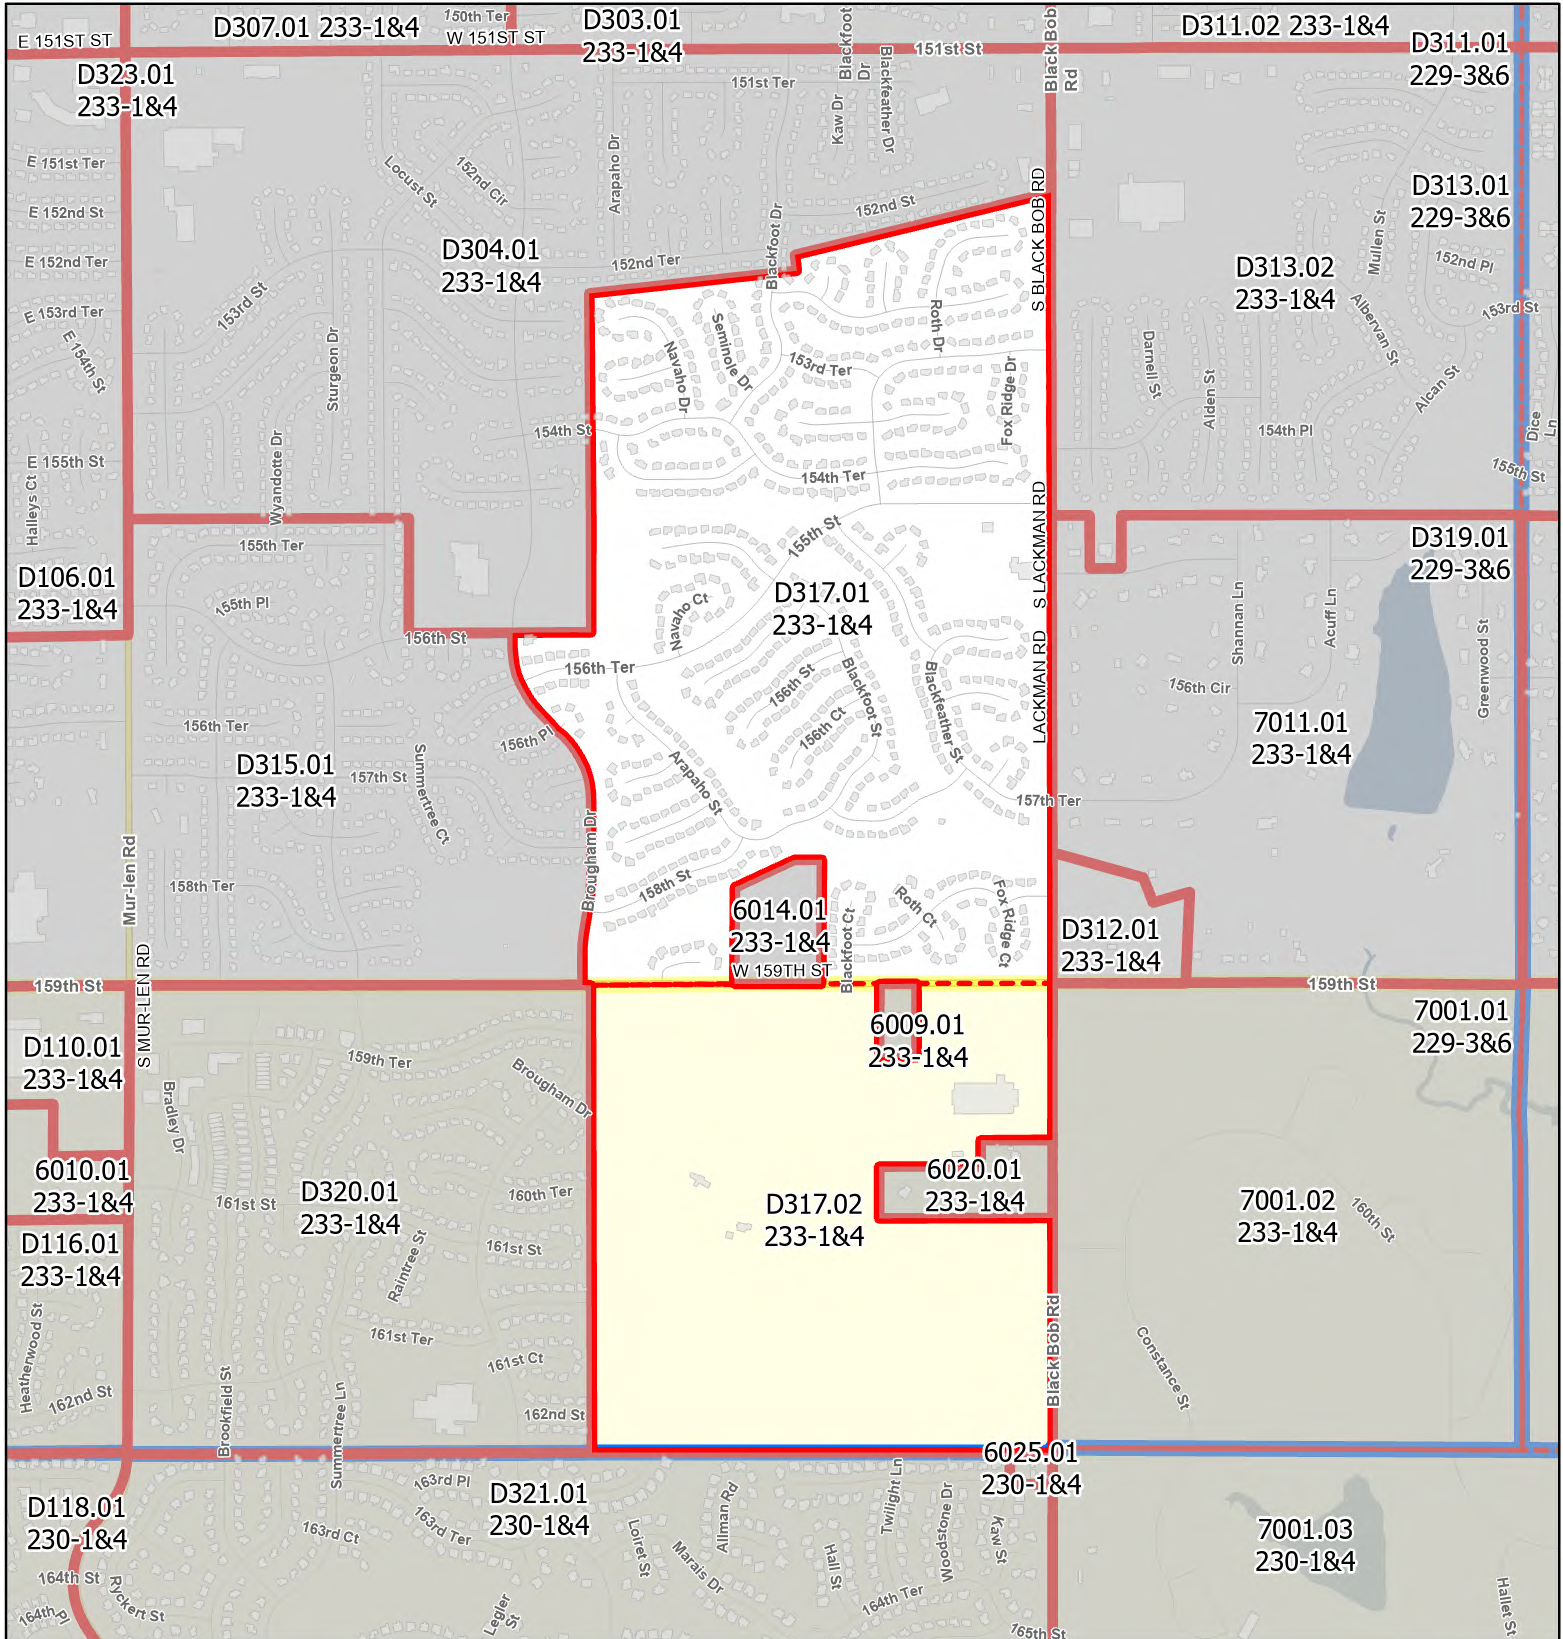 150th Ter
D307.01 233-1&4
D303.01
233-1&4
D311.02 233-1&4
E 151ST ST
W 151ST ST
151st St
Blackfoot
Dr
Black Bob
Rd
D311.01
229-3&6
D323.01
233-1&4
151st Ter
Kaw Dr
Blackfeather Dr
E 151st Ter
Locust St
152nd Cir
Arapaho Dr
S BLACK BOB RD
D313.01
229-3&6
E 152nd St
152nd St
Mullen St
E 152nd Ter
D304.01
233-1&4
152nd Ter
Blackfoot Dr
D313.02
233-1&4
152nd Pl
E 153rd Ter
153rd St
153rd St
E 154th St
Sturgeon Dr
Navaho Dr
Seminole Dr
153rd Ter
Roth Dr
Fox Ridge Dr
Darnell St
Alden St
Albervan St
Alcan St
154th St
154th Pl
Dice
Ln
E 155th St
Wyandotte Dr
154th Ter
155th St
Halleys Ct
155th Ter
155th St
S LACKMAN RD
D319.01
229-3&6
D106.01
233-1&4
155th Pl
Navaho Ct
D317.01
233-1&4
Shannan Ln
Acuff Ln
Greenwood St
156th St
156th Ter
156th St
Blackfoot St
Blackfeather St
LACKMAN RD
156th Cir
156th Ter
156th Pl
156th Ct
7011.01
233-1&4
D315.01
233-1&4
157th St
Summertree Ct
Arapaho St
157th Ter
Mur-len Rd
Brougham Dr
158th Ter
158th St
6014.01
233-1&4
Blackfoot Ct
Roth Ct
Fox Ridge Ct
D312.01
233-1&4
S MUR-LEN RD
W 159TH ST
159th St
159th St
D110.01
233-1&4
159th Ter
Brougham Dr
6009.01
233-1&4
7001.01
229-3&6
Bradley Dr
6010.01
233-1&4
161st St
D320.01
233-1&4
160th Ter
D317.02
233-1&4
6020.01
233-1&4
7001.02
233-1&4
160th St
D116.01
233-1&4
Raintree St
161st St
Heatherwood St
161st Ter
161st Ct
Black Bob Rd
Constance St
162nd St
Brookfield St
Summertree Ln
162nd St
6025.01
230-1&4
D118.01
230-1&4
163rd Pl
D321.01
230-1&4
Allman Rd
Twilight Ln
Woodstone Dr
163rd Ct
163rd Ter
Loiret St
Marais Dr
Hall St
Kaw St
7001.03
230-1&4
164th St
164th Pl
Ryckert St
Legler
St
164th Ter
165th St
Hallet St